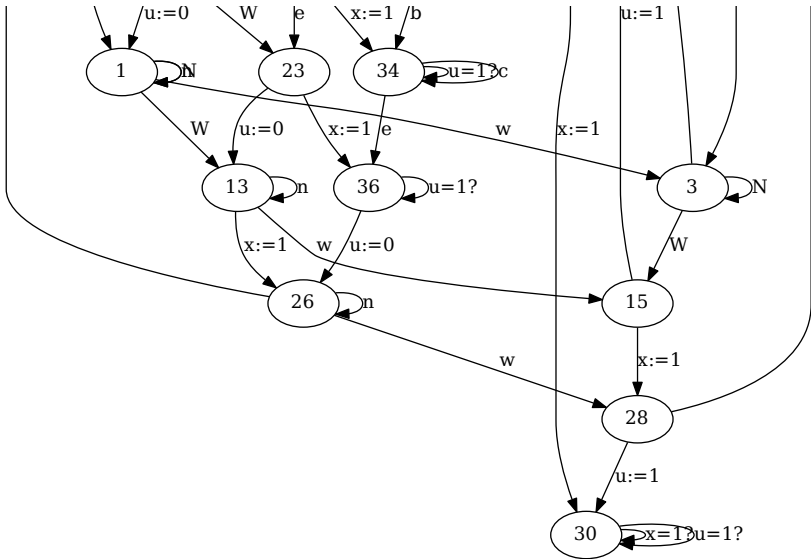 u:=0 W e x:=1 b u:=1
1 N 23 34 u=1? c
W u:=0 x:=1 e w x:=1
13 n 36 u=1? 3 N
x:=1 w u:=0 W
26 n 15
w x:=1
28
u:=1
30 x=1? u=1?